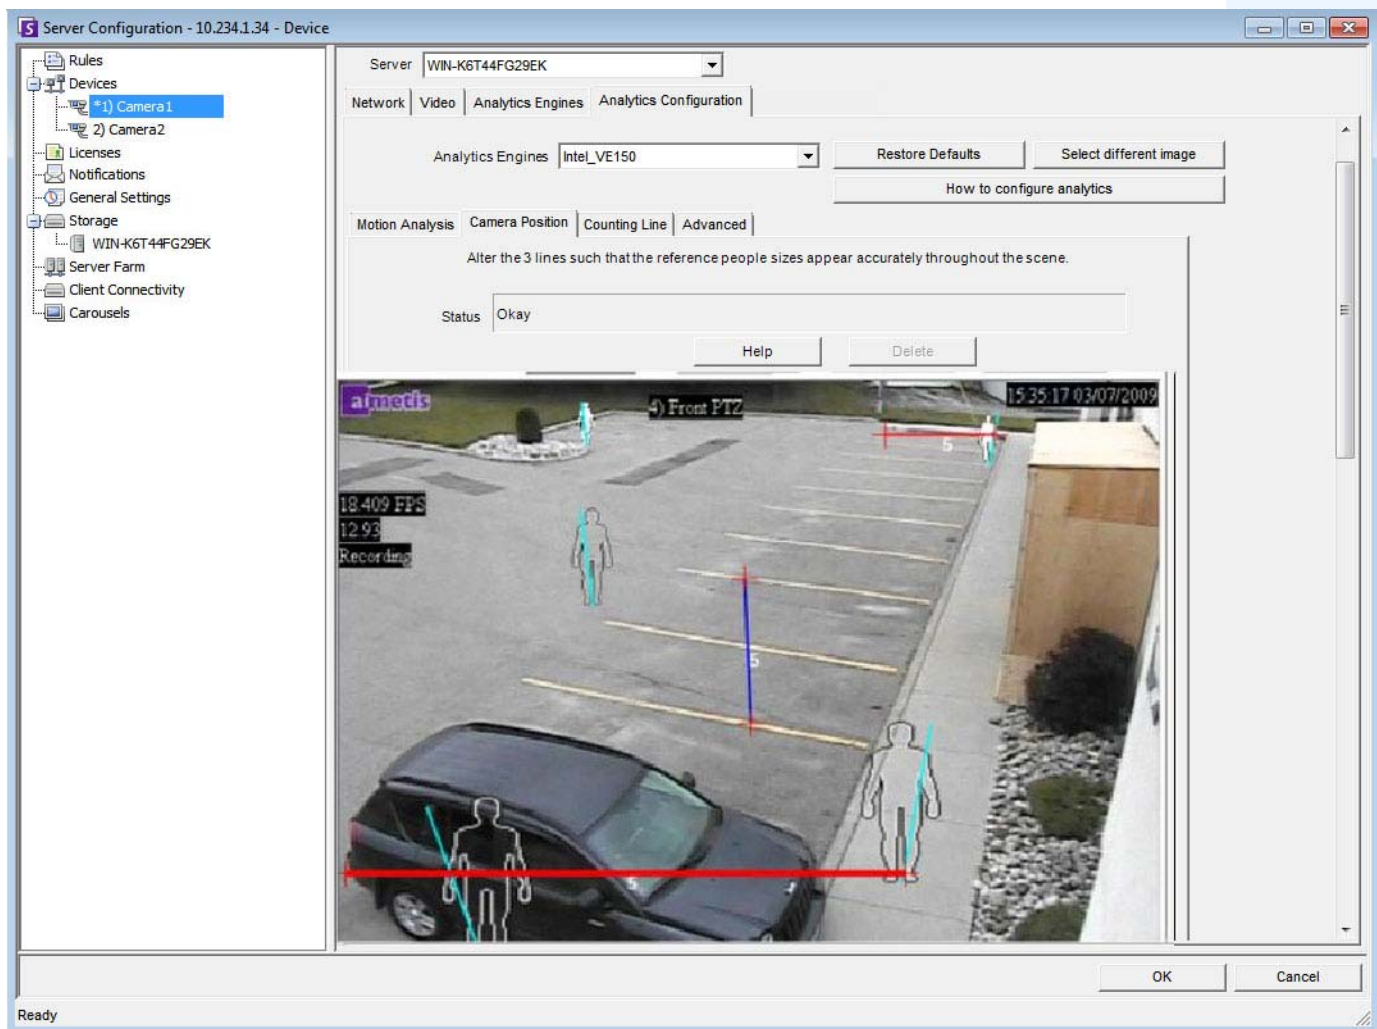 Server Configuration - 10.234.1.34 - Device
Rules
Devices
*1) Camera1
2) Camera2
Licenses
Notifications
General Settings
Storage
WIN-K6T44FG29EK
Server Farm
Client Connectivity
Carousels
Server WIN-K6T44FG29EK
Network Video Analytics Engines Analytics Configuration
Analytics Engines Intel_VE150 Restore Defaults Select different image
How to configure analytics
Motion Analysis Camera Position Counting Line Advanced
Alter the 3 lines such that the reference people sizes appear accurately throughout the scene.
Status Okay
Help Delete
aimetis 4) Front PTZ 15:35:17 03/07/2009
5
18.409 FPS
12.93
Recording
5
5
OK Cancel
Ready